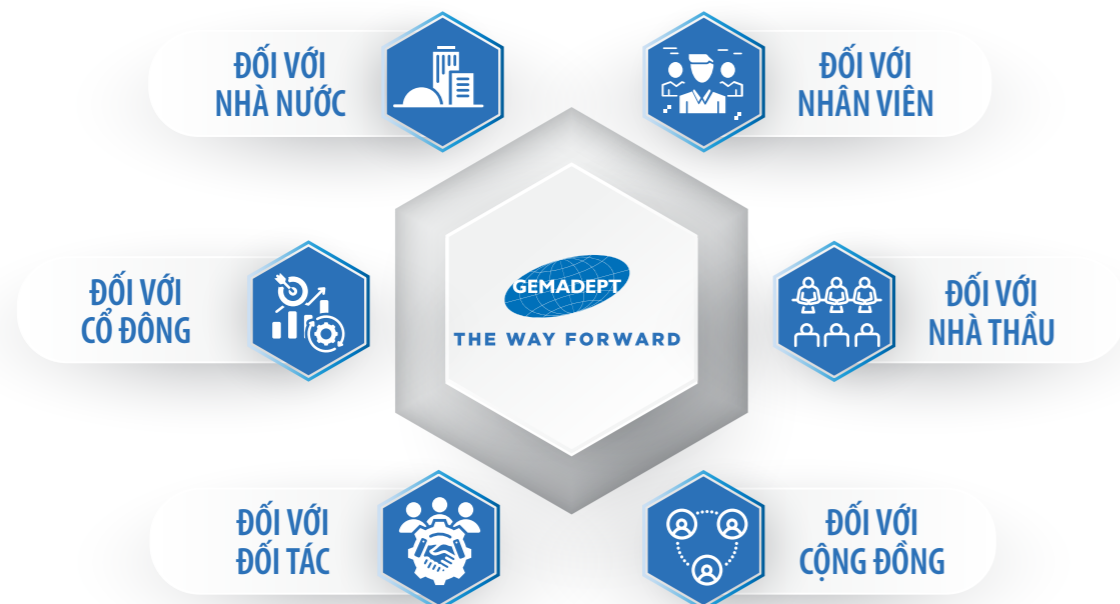 ĐỐI VỚI
NHÀ NƯỚC
ĐỐI VỚI
NHÂN VIÊN
ĐỐI VỚI
CỔ ĐÔNG
GEMADEPT
THE WAY FORWARD
ĐỐI VỚI
NHÀ THẦU
ĐỐI VỚI
ĐỐI TÁC
ĐỐI VỚI
CỘNG ĐỒNG